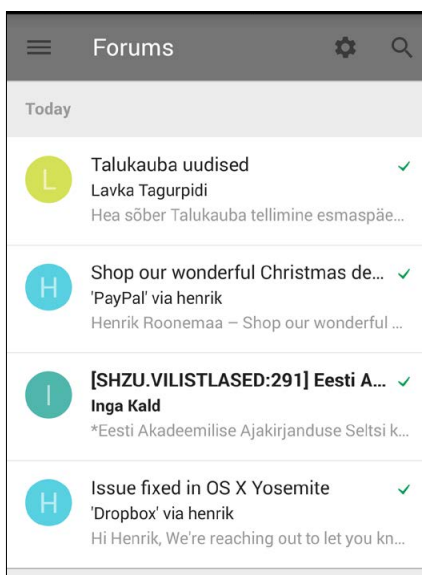 Forums
Today
L
Talukauba uudised
Lavka Tagurpidi
Hea sõber Talukauba tellimine esmaspäe...
H
Shop our wonderful Christmas de...
'PayPal' via henrik
Henrik Roonemaa – Shop our wonderful ...
I
[SHZU.VILISTLASED:291] Eesti A...
Inga Kald
*Eesti Akadeemilise Ajakirjanduse Seltsi k...
H
Issue fixed in OS X Yosemite
'Dropbox' via henrik
Hi Henrik, We're reaching out to let you kn...